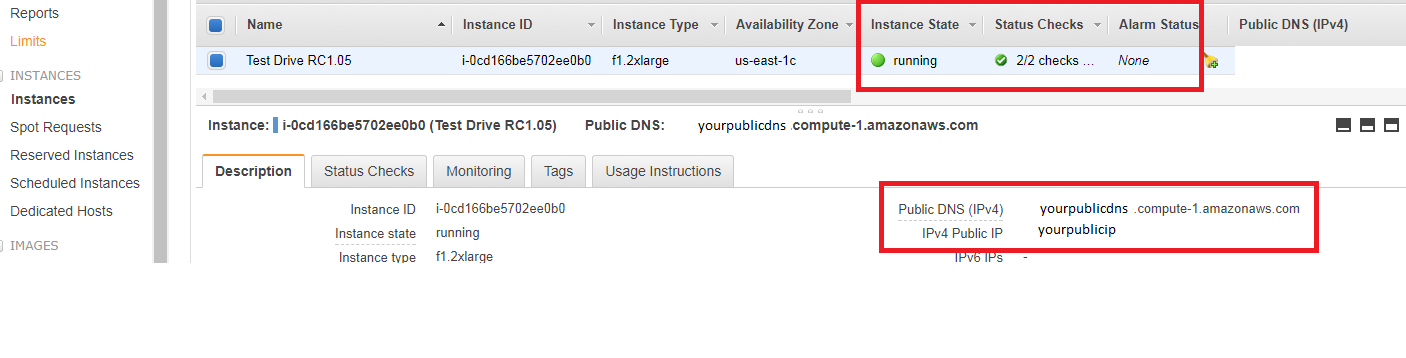 Reports
Limits
INSTANCES
Instances
Spot Requests
Reserved Instances
Scheduled Instances
Dedicated Hosts
IMAGES
Name Instance ID Instance Type Availability Zone Instance State Status Checks Alarm Status Public DNS (IPv4)
Test Drive RC1.05 i-0cd166be5702ee0b0 f1.2xlarge us-east-1c running 2/2 checks ... None
Instance: i-0cd166be5702ee0b0 (Test Drive RC1.05) Public DNS: yourpublicdns .compute-1.amazonaws.com
Description Status Checks Monitoring Tags Usage Instructions
Instance ID i-0cd166be5702ee0b0 Public DNS (IPv4) yourpublicdns .compute-1.amazonaws.com
Instance state running IPv4 Public IP yourpublicip
Instance type f1.2xlarge IPv6 IPs -